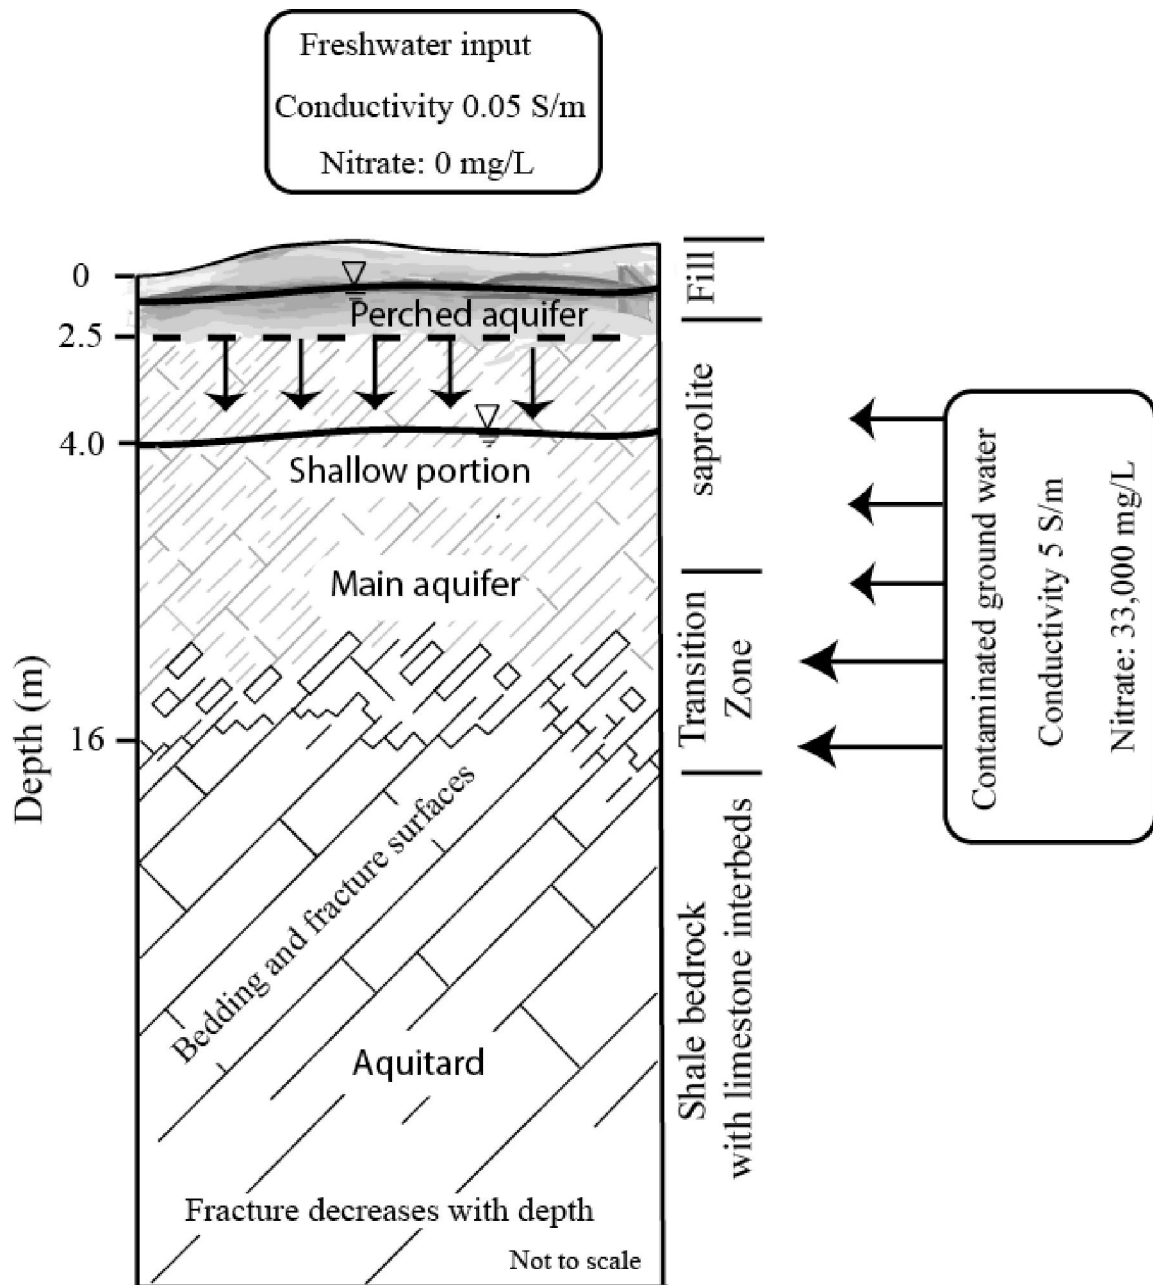 Freshwater input
Conductivity 0.05 S/m
Nitrate: 0 mg/L
0
2.5
4.0
16
Depth (m)
Perched aquifer
Shallow portion
Main aquifer
Bedding and fracture surfaces
Aquitard
Fracture decreases with depth
Not to scale
Fill
saprolite
Transition
Zone
Shale bedrock
with limestone interbeds
Contaminated ground water
Conductivity 5 S/m
Nitrate: 33,000 mg/L